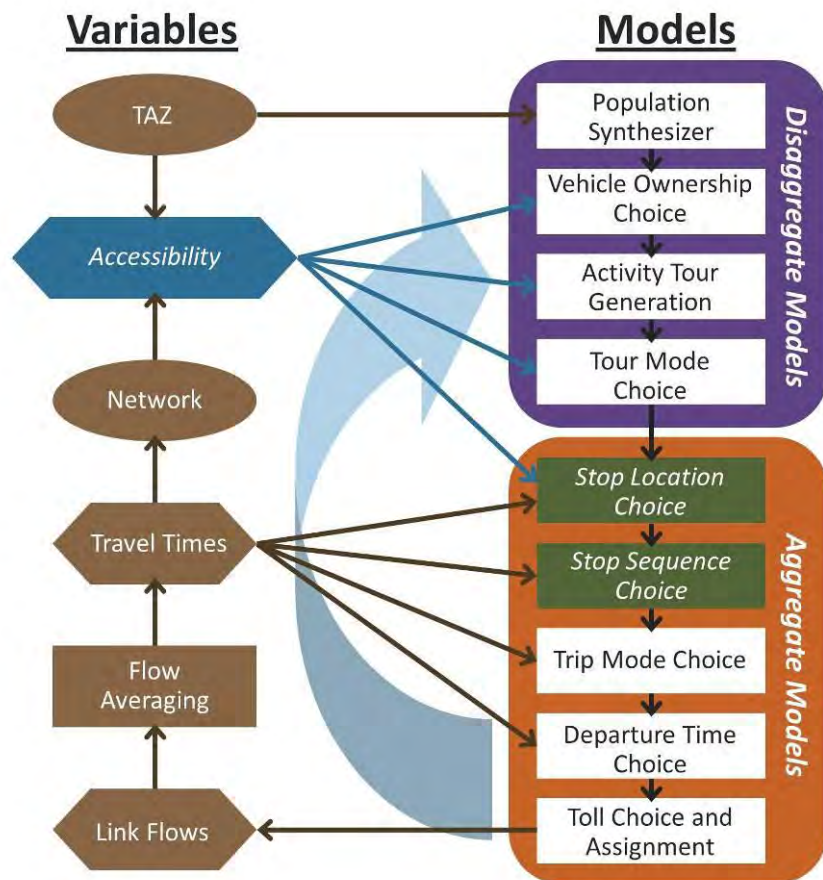 Variables
Models
TAZ
Accessibility
Network
Travel Times
Flow
Averaging
Link Flows
Population
Synthesizer
Vehicle Ownership
Choice
Activity Tour
Generation
Tour Mode
Choice
Disaggregate Models
Stop Location
Choice
Stop Sequence
Choice
Trip Mode Choice
Departure Time
Choice
Toll Choice and
Assignment
Aggregate Models